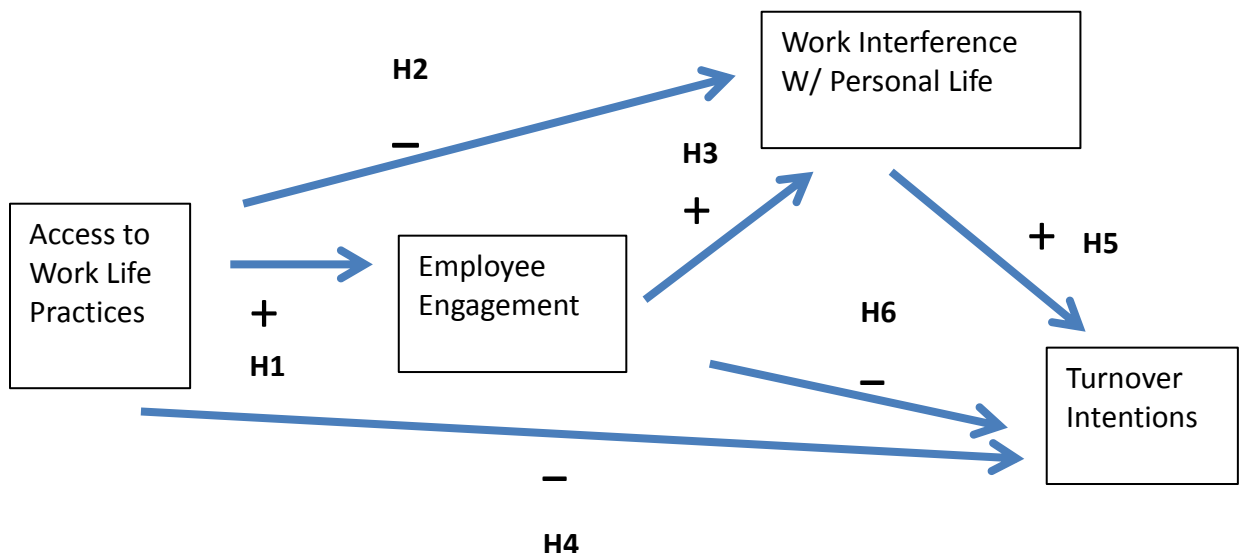 Work Interference
W/ Personal Life
H2
−
H3
+
Access to
Work Life
Practices
Employee
Engagement
+
H5
+
H1
H6
−
Turnover
Intentions
−
H4